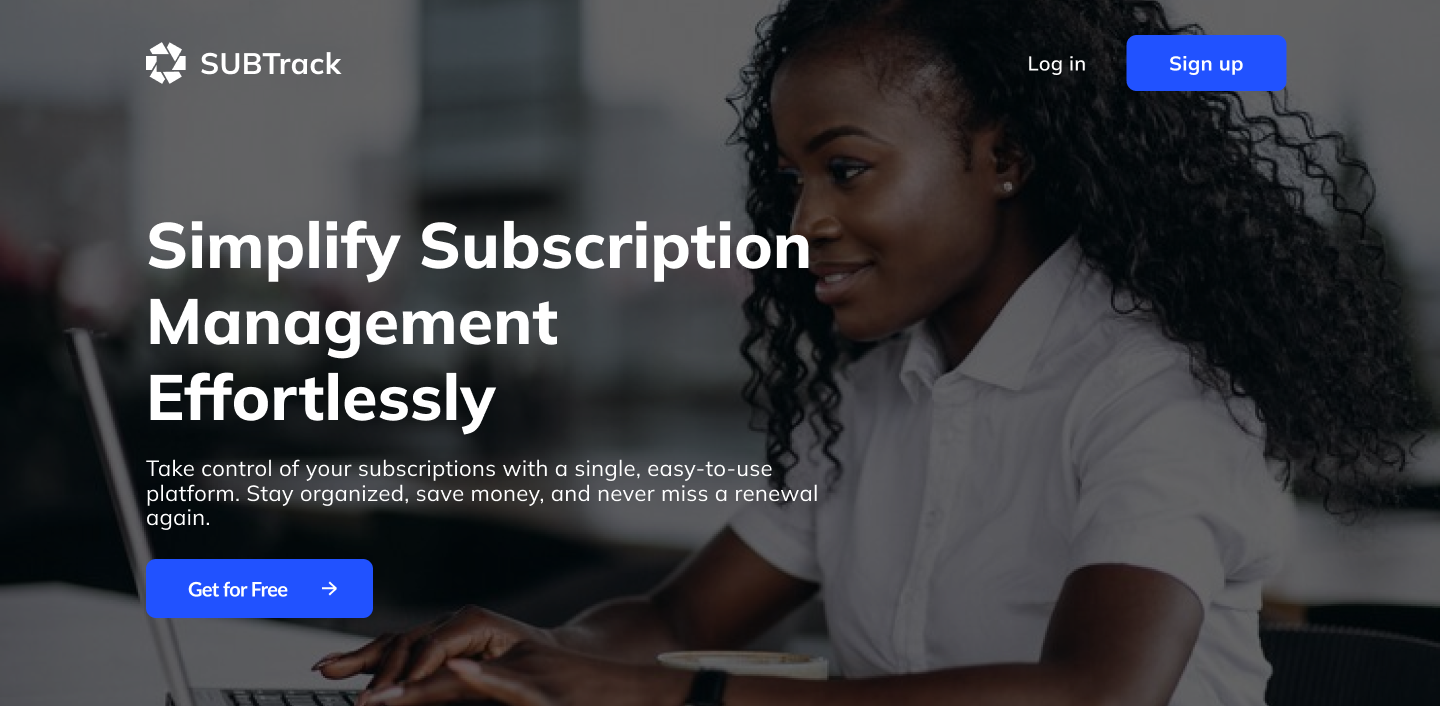 SUBTrack
Log in
Sign up
Simplify Subscription
Management
Effortlessly
Take control of your subscriptions with a single, easy-to-use
platform. Stay organized, save money, and never miss a renewal
again.
Get for Free →